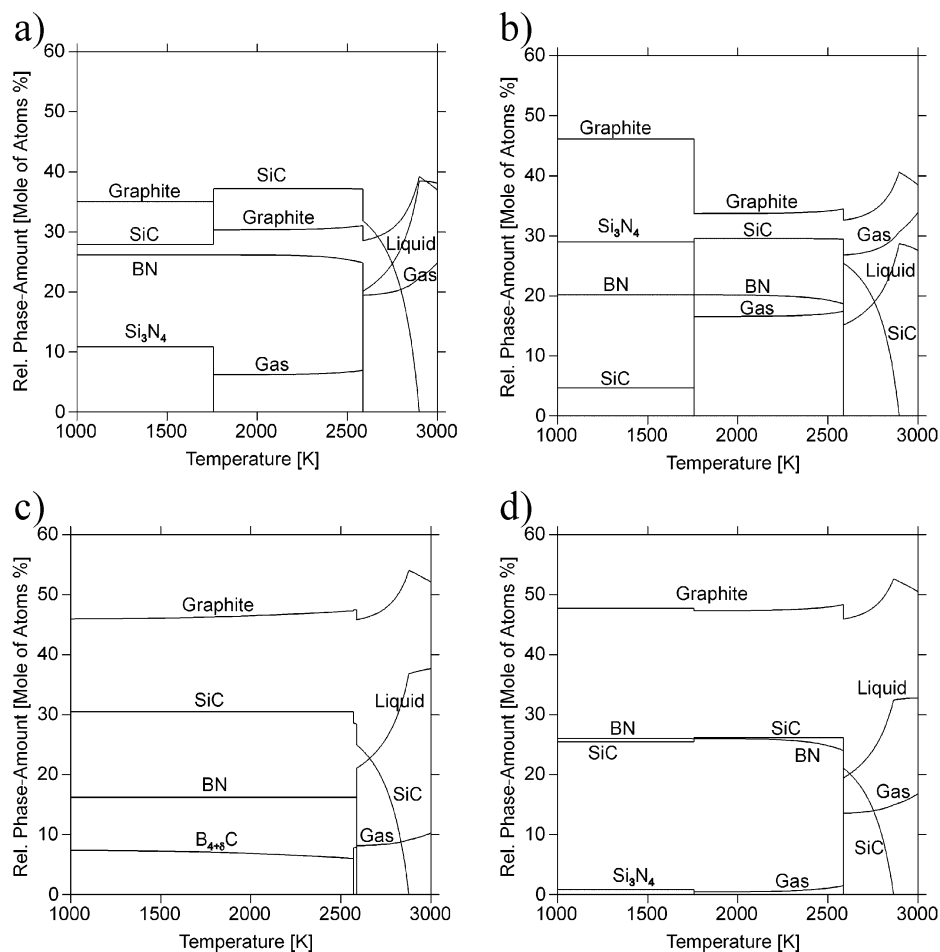 a)
Rel. Phase-Amount [Mole of Atoms %]
60
50
40
30
20
10
0
Graphite
SiC
BN
Si₃N₄
SiC
Graphite
Gas
Liquid
Gas
1000 1500 2000 2500 3000
Temperature [K]
b)
Rel. Phase-Amount [Mole of Atoms %]
60
50
40
30
20
10
0
Graphite
Si₃N₄
BN
SiC
Graphite
SiC
BN
Gas
Gas
Liquid
SiC
1000 1500 2000 2500 3000
Temperature [K]
c)
Rel. Phase-Amount [Mole of Atoms %]
60
50
40
30
20
10
0
Graphite
SiC
BN
B₄₊δC
Liquid
SiC
Gas
1000 1500 2000 2500 3000
Temperature [K]
d)
Rel. Phase-Amount [Mole of Atoms %]
60
50
40
30
20
10
0
Graphite
BN
SiC
SiC
BN
Si₃N₄
Gas
Liquid
Gas
SiC
1000 1500 2000 2500 3000
Temperature [K]